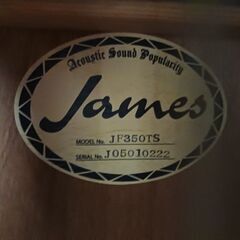 Acoustic Sound Popularity
James
MODEL No. JF350TS
SERIAL No. J05010222